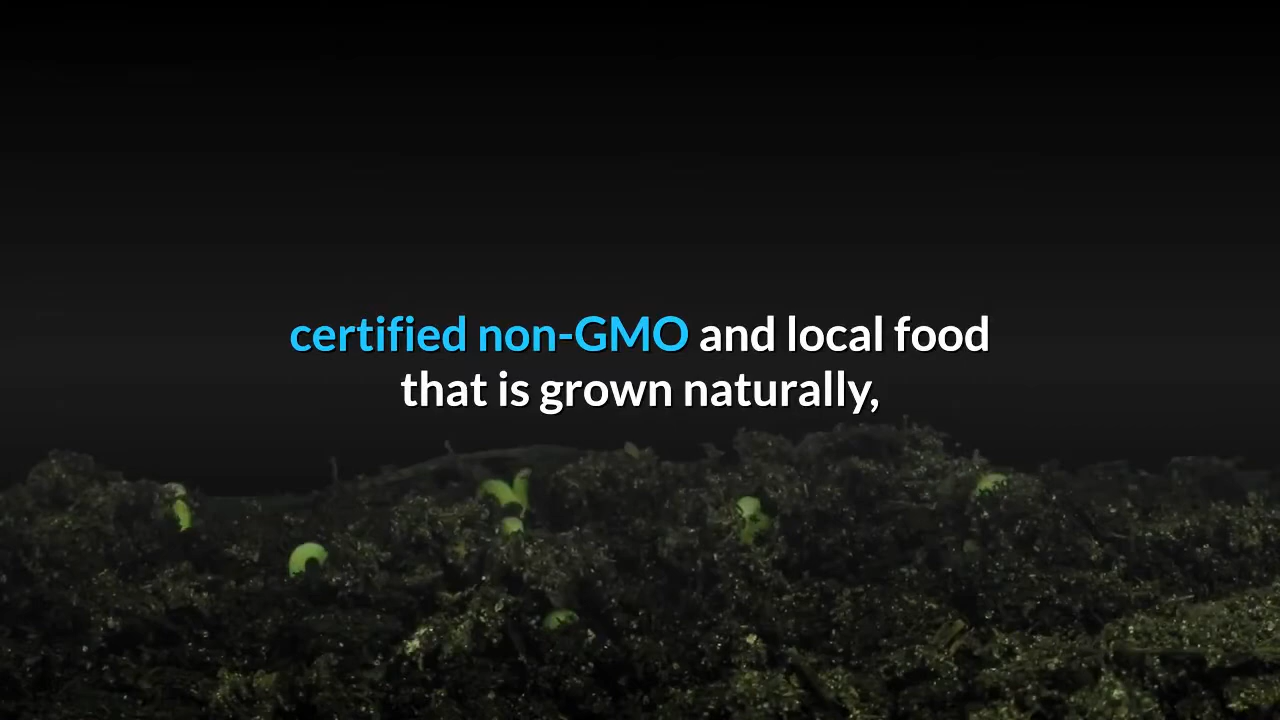 certified non-GMO and local food
that is grown naturally,